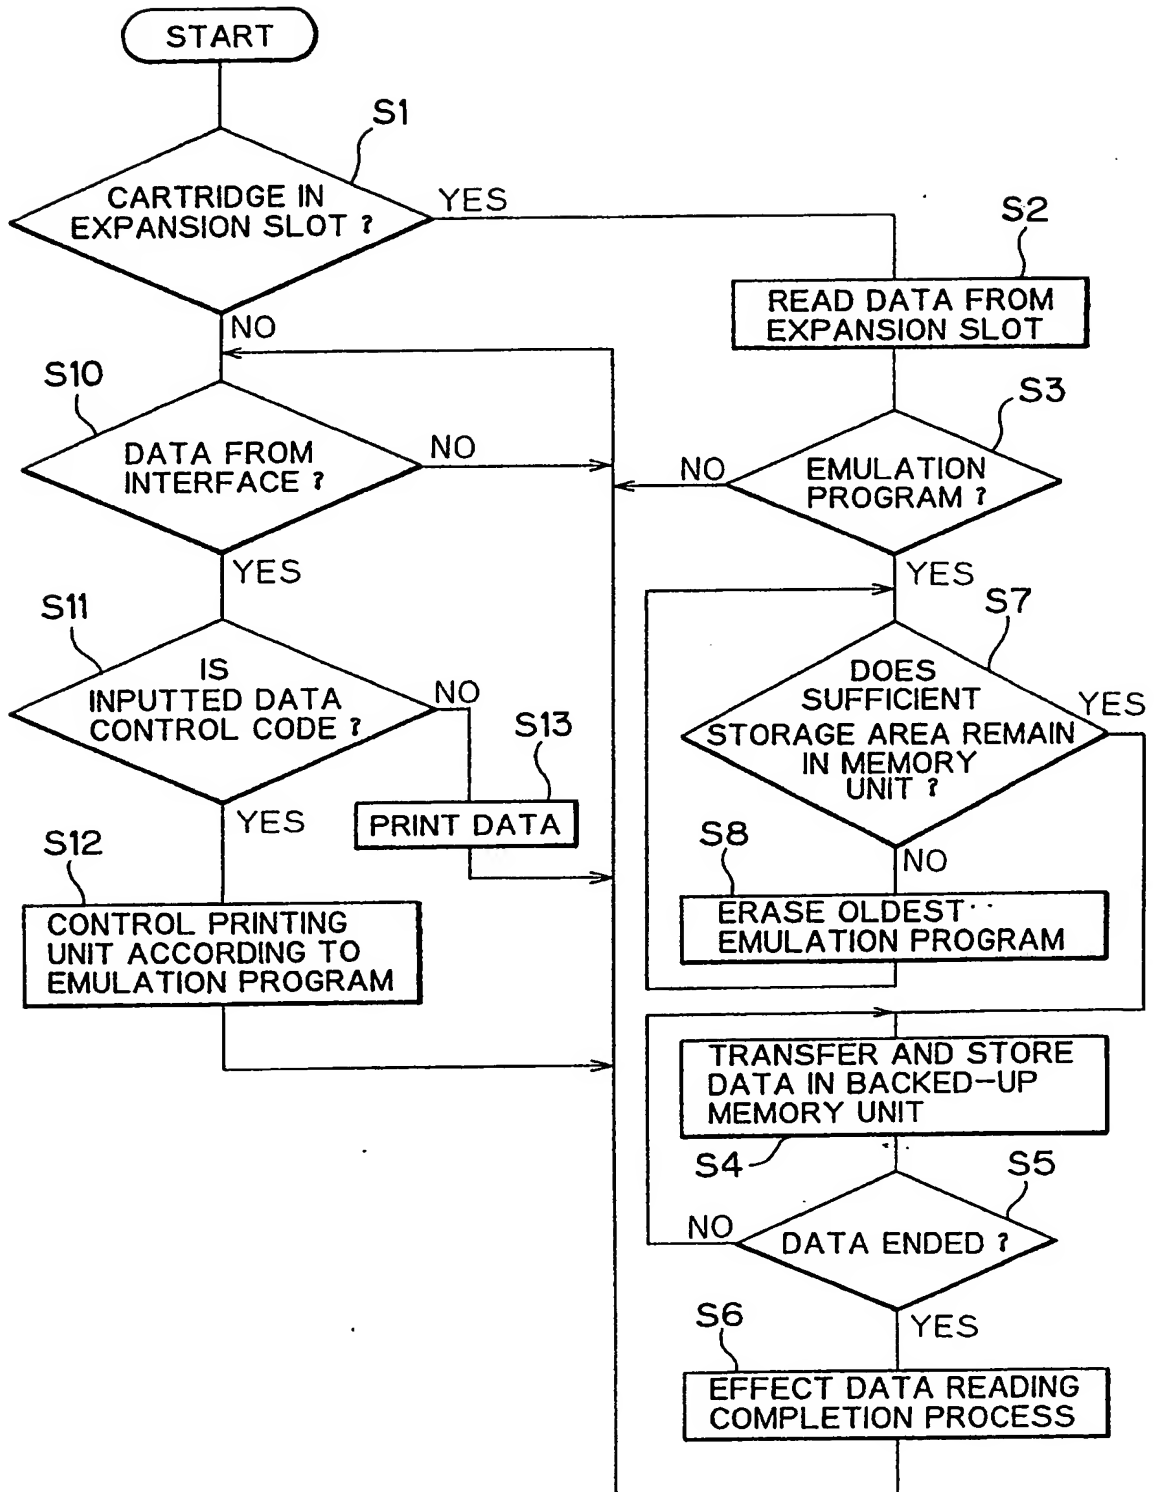 START
S1
CARTRIDGE IN
EXPANSION SLOT ?
YES
NO
S2
READ DATA FROM
EXPANSION SLOT
S10
DATA FROM
INTERFACE ?
NO
YES
S3
EMULATION
PROGRAM ?
NO
YES
S11
IS
INPUTTED DATA
CONTROL CODE ?
NO
YES
S13
PRINT DATA
S12
CONTROL PRINTING
UNIT ACCORDING TO
EMULATION PROGRAM
S7
DOES
SUFFICIENT
STORAGE AREA REMAIN
IN MEMORY
UNIT ?
YES
NO
S8
ERASE OLDEST
EMULATION PROGRAM
TRANSFER AND STORE
DATA IN BACKED-UP
MEMORY UNIT
S4
S5
DATA ENDED ?
NO
YES
S6
EFFECT DATA READING
COMPLETION PROCESS